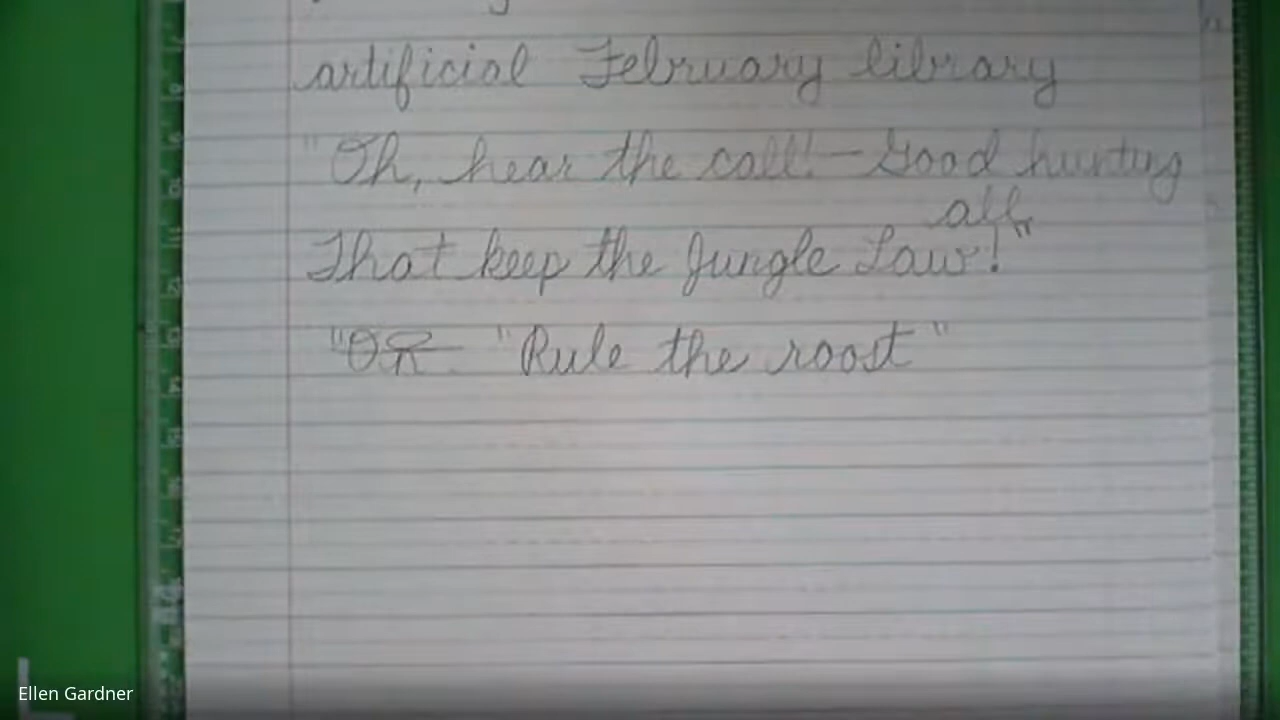 artificial February library
"Oh, hear the call!—Good hunting
all,
That keep the Jungle Law!"
"Rule the roost"
Ellen Gardner